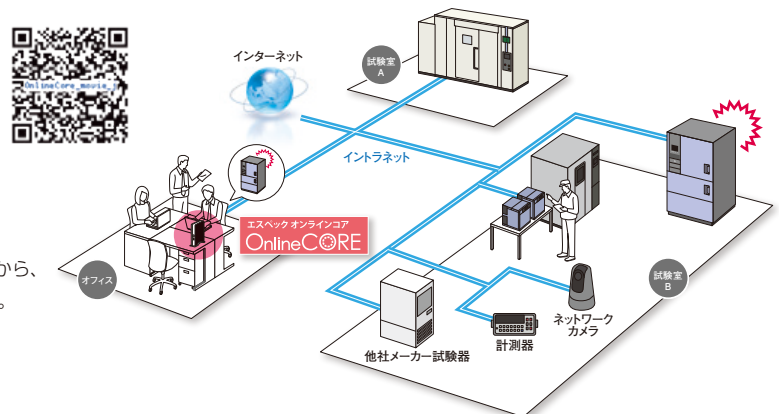 OnlineCore_movie_j
インターネット
試験室
A
イントラネット
エスペック オンラインコア
OnlineCORE
から、
。
オフィス
試験室
B
ネットワーク
カメラ
計測器
他社メーカー試験器